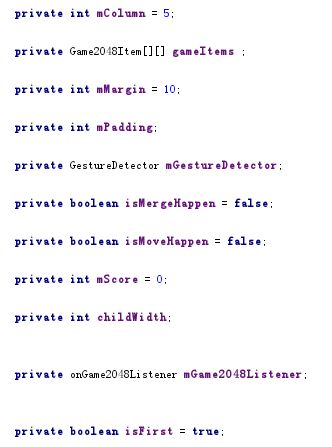 private int mColumn = 5;
private Game2048Item[][] gameItems ;
private int mMargin = 10;
private int mPadding;
private GestureDetector mGestureDetector;
private boolean isMergeHappen = false;
private boolean isMoveHappen = false;
private int mScore = 0;
private int childWidth;
private onGame2048Listener mGame2048Listener;
private boolean isFirst = true;